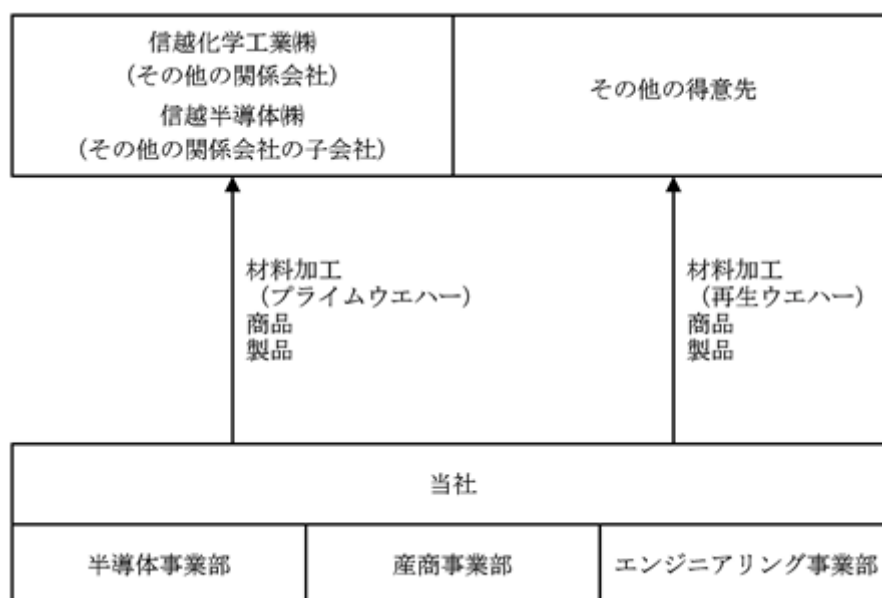 信越化学工業㈱
(その他の関係会社)
信越半導体㈱
(その他の関係会社の子会社)
その他の得意先
材料加工
(プライムウエハー)
商品
製品
材料加工
(再生ウエハー)
商品
製品
当社
半導体事業部
産商事業部
エンジニアリング事業部